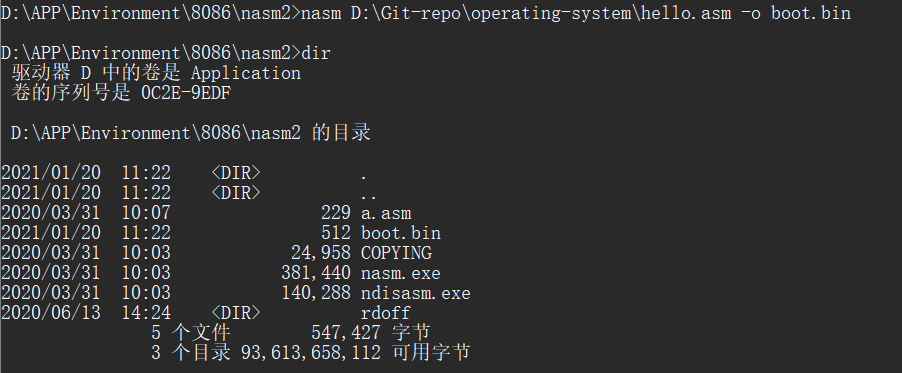 D:\APP\Environment\8086\nasm2>nasm D:\Git-repo\operating-system\hello.asm -o boot.bin
D:\APP\Environment\8086\nasm2>dir
驱动器 D 中的卷是 Application
卷的序列号是 0C2E-9EDF
D:\APP\Environment\8086\nasm2 的目录
2021/01/20  11:22    <DIR>          .
2021/01/20  11:22    <DIR>          ..
2020/03/31  10:07               229 a.asm
2021/01/20  11:22               512 boot.bin
2020/03/31  10:03            24,958 COPYING
2020/03/31  10:03           381,440 nasm.exe
2020/03/31  10:03           140,288 ndisasm.exe
2020/06/13  14:24    <DIR>          rdoff
5 个文件        547,427 字节
3 个目录 93,613,658,112 可用字节